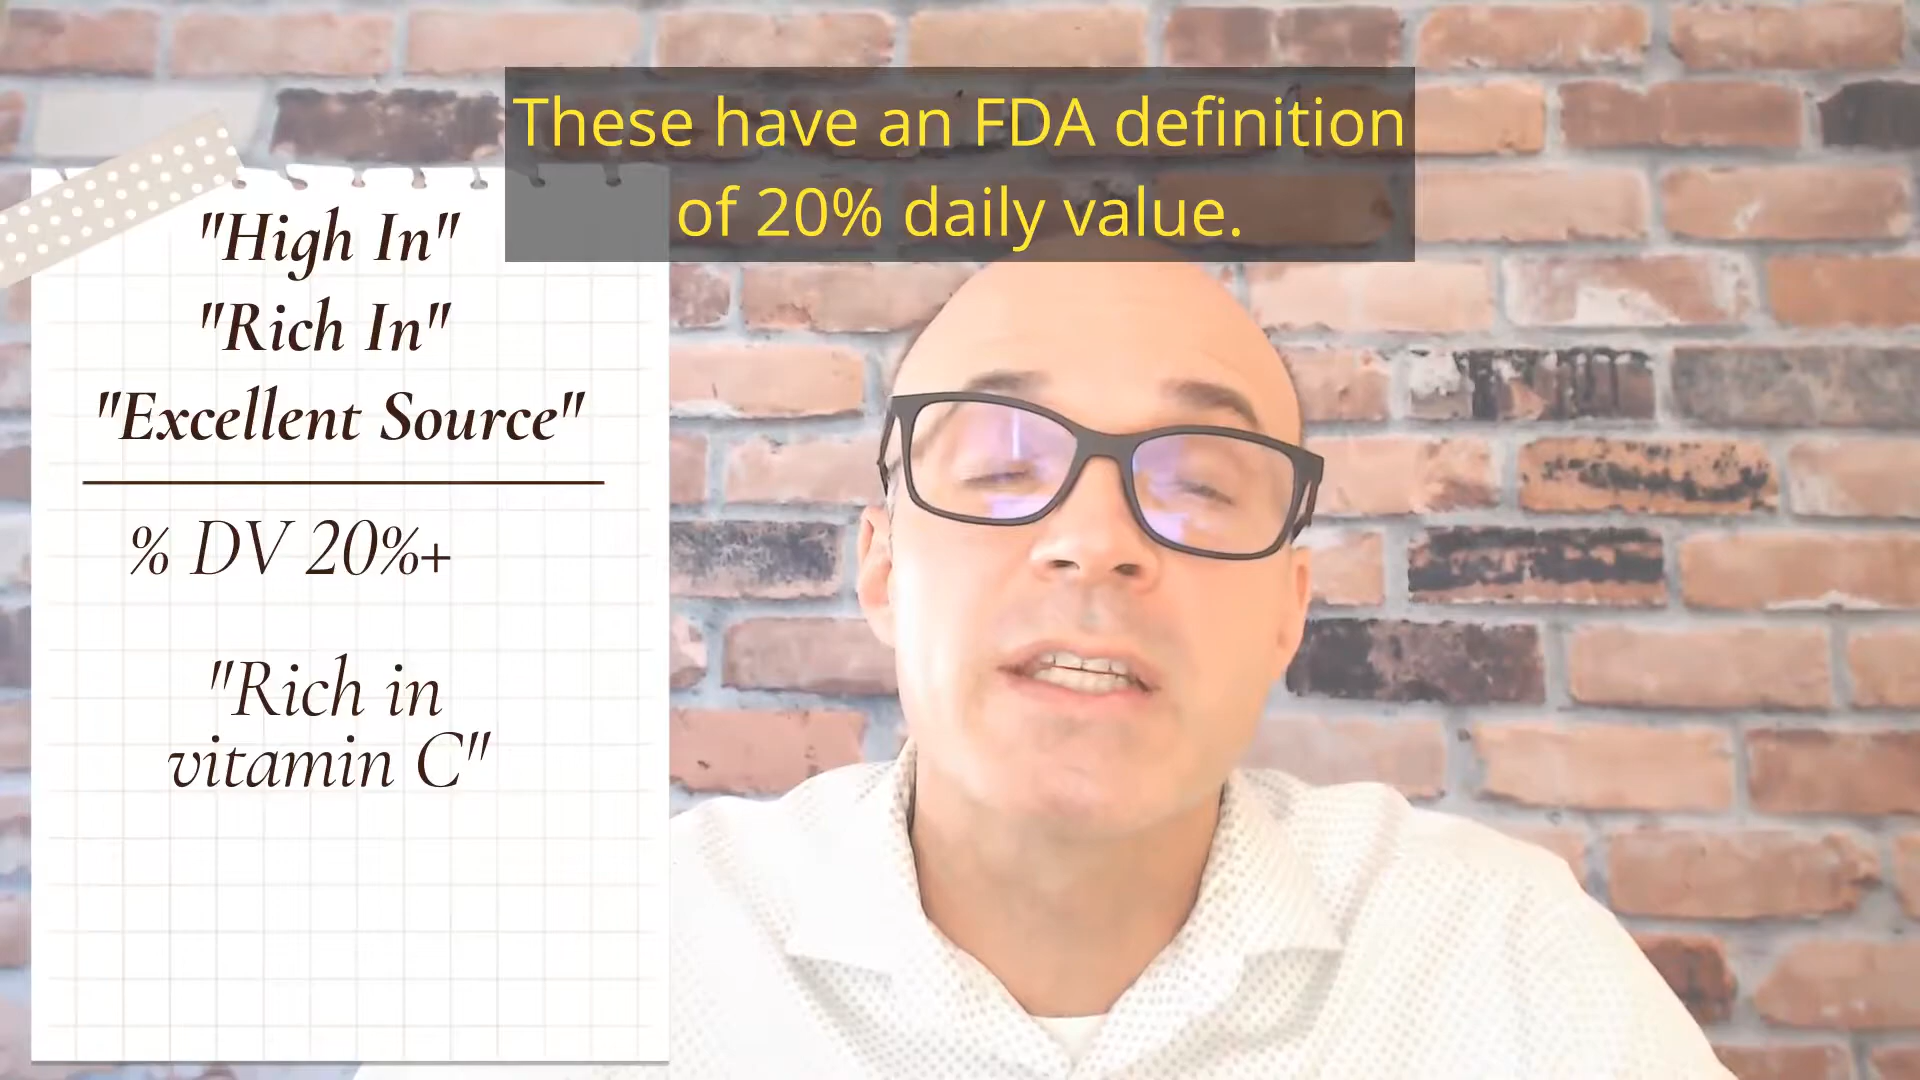 These have an FDA definition
of 20% daily value.
"High In"
"Rich In"
"Excellent Source"
% DV 20%+
"Rich in
vitamin C"